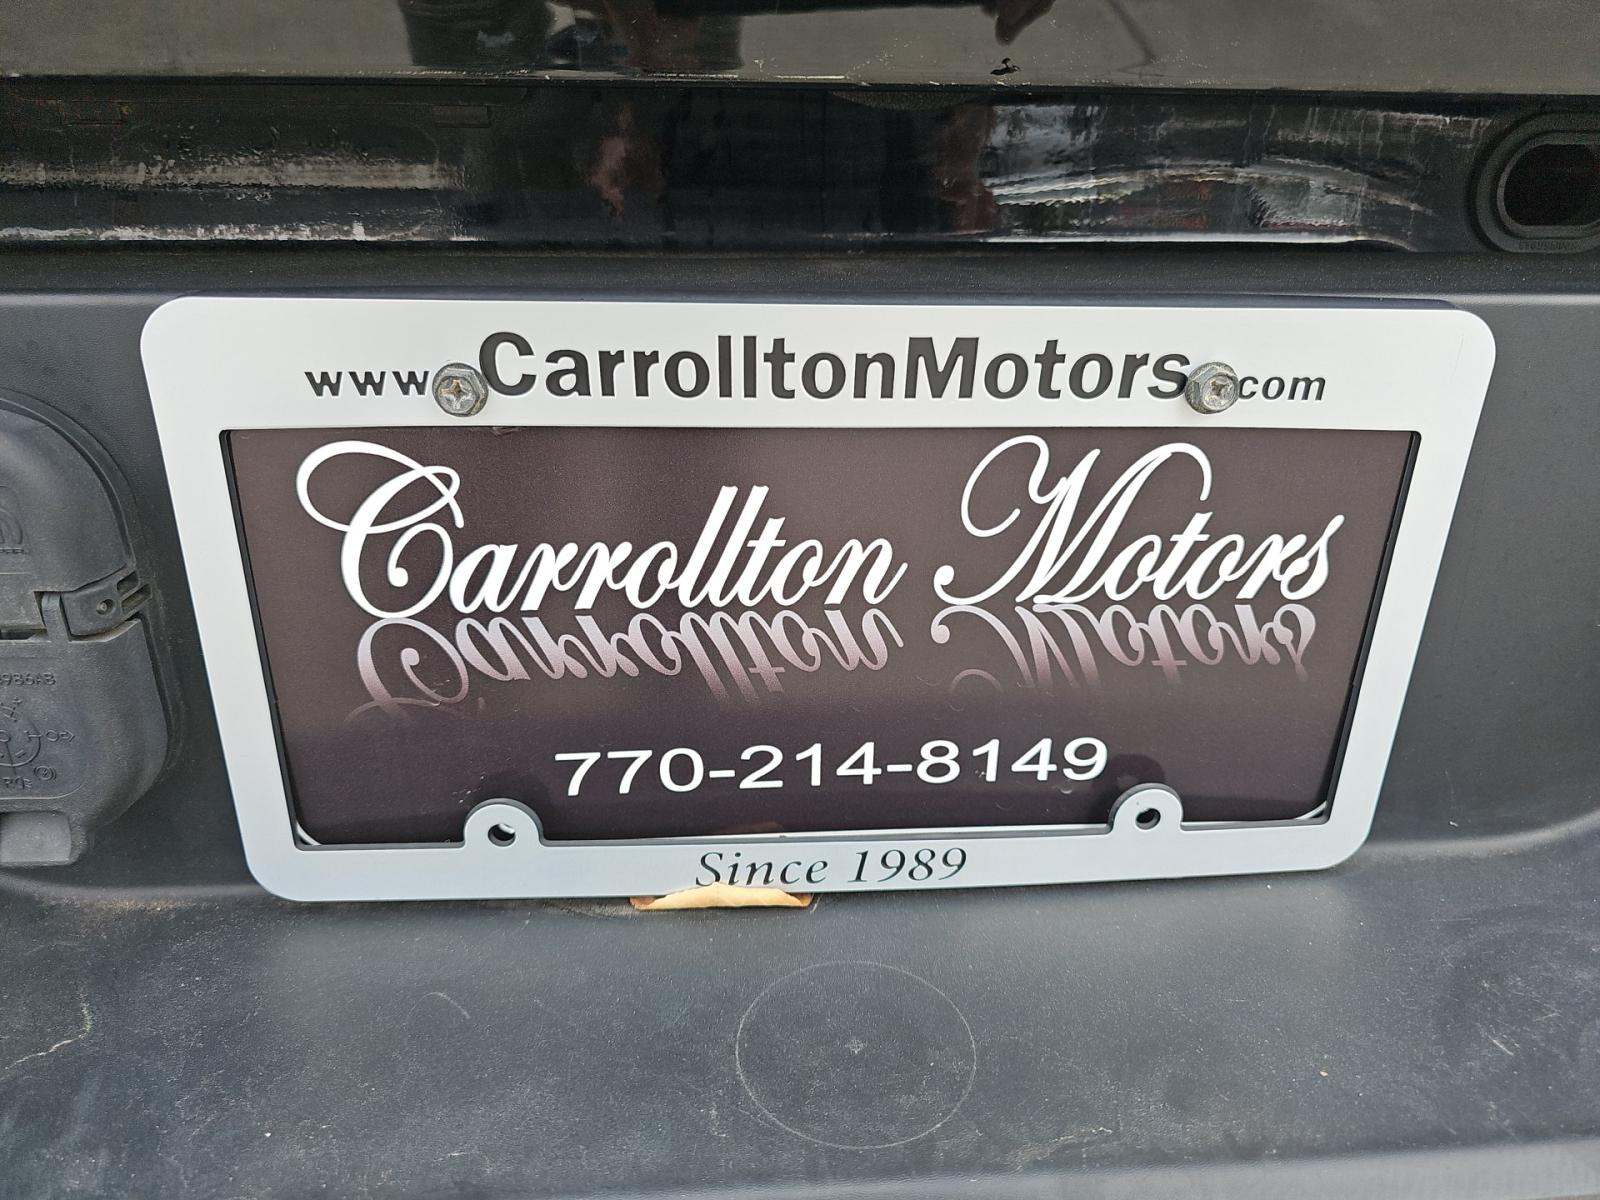 www.CarrolltonMotors.com
Carrollton Motors
770-214-8149
Since 1989